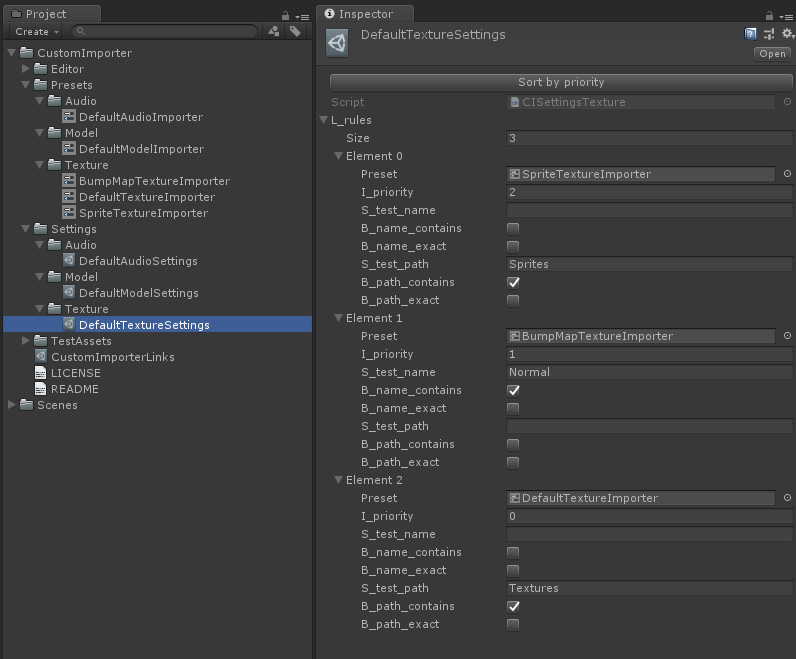 Project
Create
CustomImporter
Editor
Presets
Audio
DefaultAudioImporter
Model
DefaultModelImporter
Texture
BumpMapTextureImporter
DefaultTextureImporter
SpriteTextureImporter
Settings
Audio
DefaultAudioSettings
Model
DefaultModelSettings
Texture
DefaultTextureSettings
TestAssets
CustomImporterLinks
LICENSE
README
Scenes
Inspector
DefaultTextureSettings
Open
Sort by priority
Script CISettingsTexture
L_rules
Size 3
Element 0
Preset SpriteTextureImporter
I_priority 2
S_test_name
B_name_contains
B_name_exact
S_test_path Sprites
B_path_contains
B_path_exact
Element 1
Preset BumpMapTextureImporter
I_priority 1
S_test_name Normal
B_name_contains
B_name_exact
S_test_path
B_path_contains
B_path_exact
Element 2
Preset DefaultTextureImporter
I_priority 0
S_test_name
B_name_contains
B_name_exact
S_test_path Textures
B_path_contains
B_path_exact